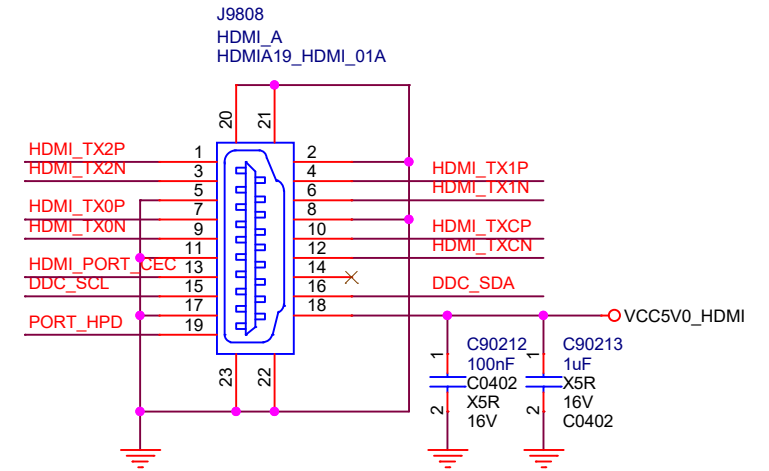 J9808
HDMI_A
HDMIA19_HDMI_01A
20
21
HDMI_TX2P
1
2
HDMI_TX2N
3
4
HDMI_TX1P
5
6
HDMI_TX1N
HDMI_TX0P
7
8
HDMI_TX0N
9
10
HDMI_TXCP
11
12
HDMI_TXCN
HDMI_PORT_CEC
13
14
DDC_SCL
15
16
DDC_SDA
17
18
VCC5V0_HDMI
PORT_HPD
19
23
22
1
2
C90212
100nF
C0402
X5R
16V
1
2
C90213
1uF
X5R
16V
C0402